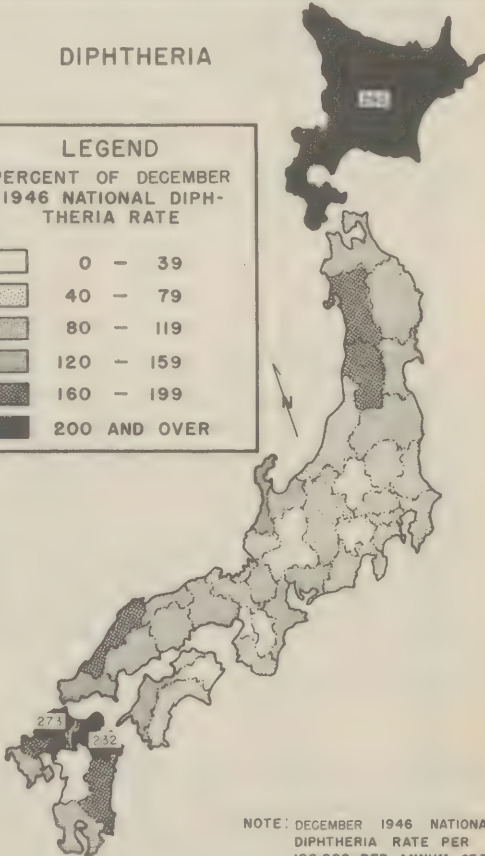 DIPHTHERIA
LEGEND
PERCENT OF DECEMBER
1946 NATIONAL DIPH-
THERIA RATE
0 - 39
40 - 79
80 - 119
120 - 159
160 - 199
200 AND OVER
N
273
232
NOTE: DECEMBER 1946 NATIONA
DIPHTHERIA RATE PER